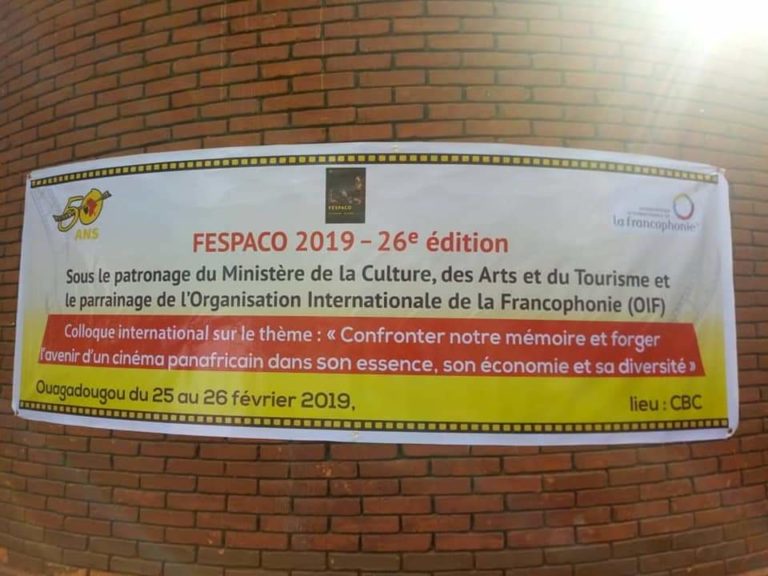 50
ANS
FESPACO
la francophonie
FESPACO 2019 – 26e édition
Sous le patronage du Ministère de la Culture, des Arts et du Tourisme et
le parrainage de l'Organisation Internationale de la Francophonie (OIF)
Colloque international sur le thème : « Confronter notre mémoire et forger
l'avenir d'un cinéma panafricain dans son essence, son économie et sa diversité »
Ouagadougou du 25 au 26 février 2019,
lieu : CBC